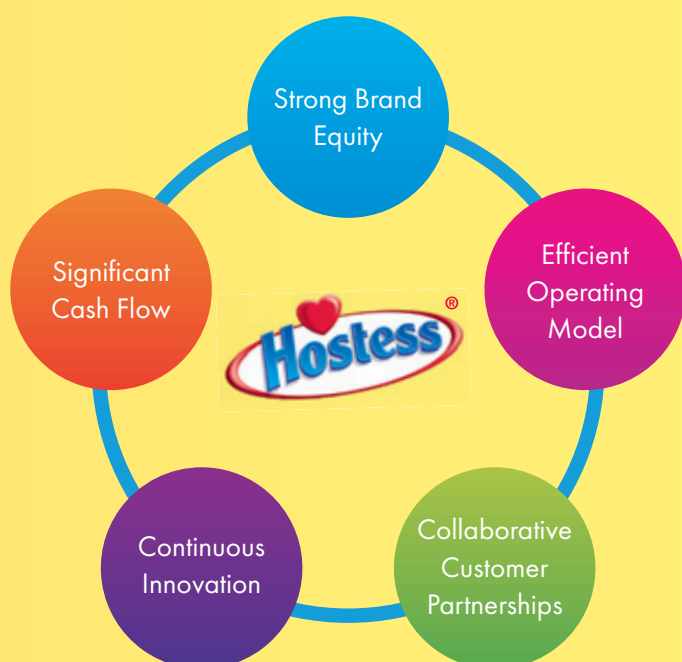 Strong Brand
Equity
Efficient
Operating
Model
Collaborative
Customer
Partnerships
Continuous
Innovation
Significant
Cash Flow
Hostess®